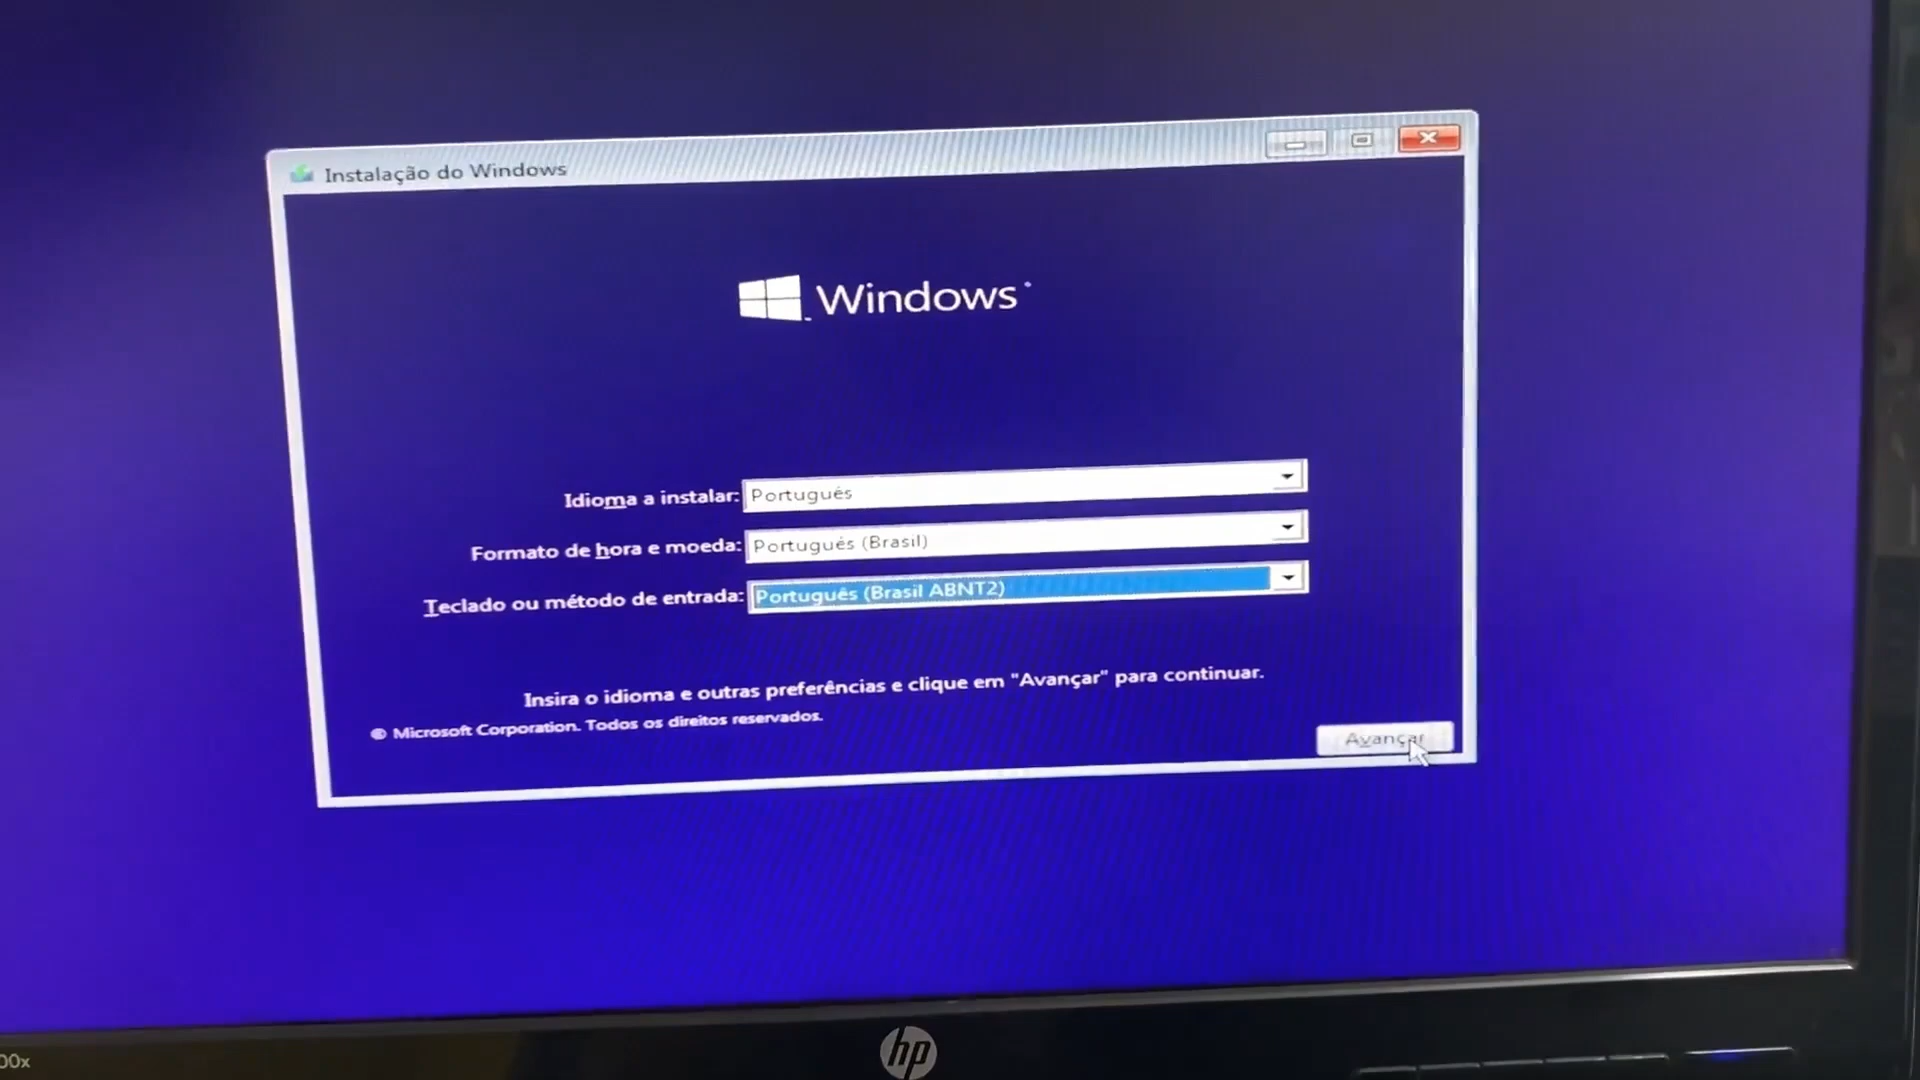 Instalação do Windows
Windows
Idioma a instalar: Português
Formato de hora e moeda: Português (Brasil)
Teclado ou método de entrada: Português (Brasil ABNT2)
Insira o idioma e outras preferências e clique em "Avançar" para continuar.
© Microsoft Corporation. Todos os direitos reservados.
Avançar
00x
hp